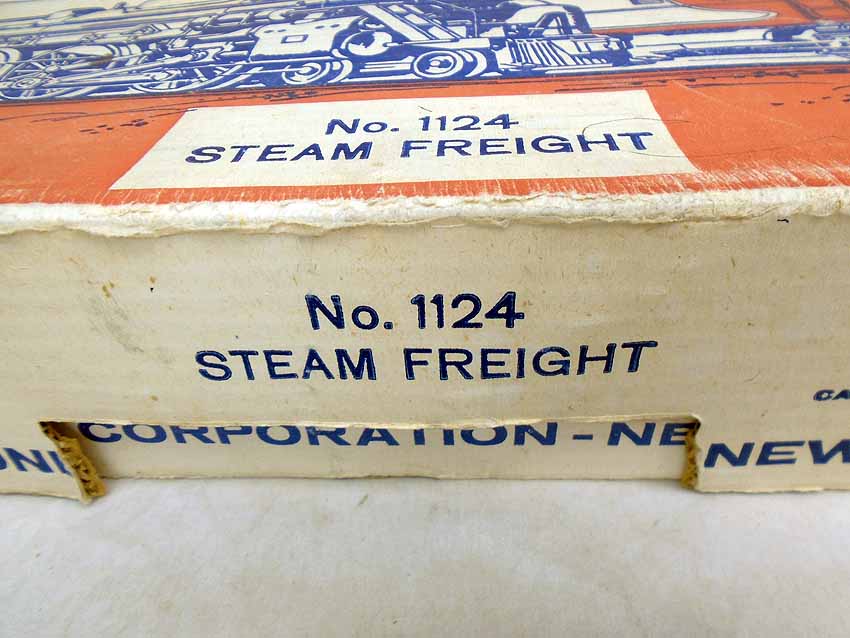 No. 1124
STEAM FREIGHT
No. 1124
STEAM FREIGHT
CORPORATION - NE
NEW